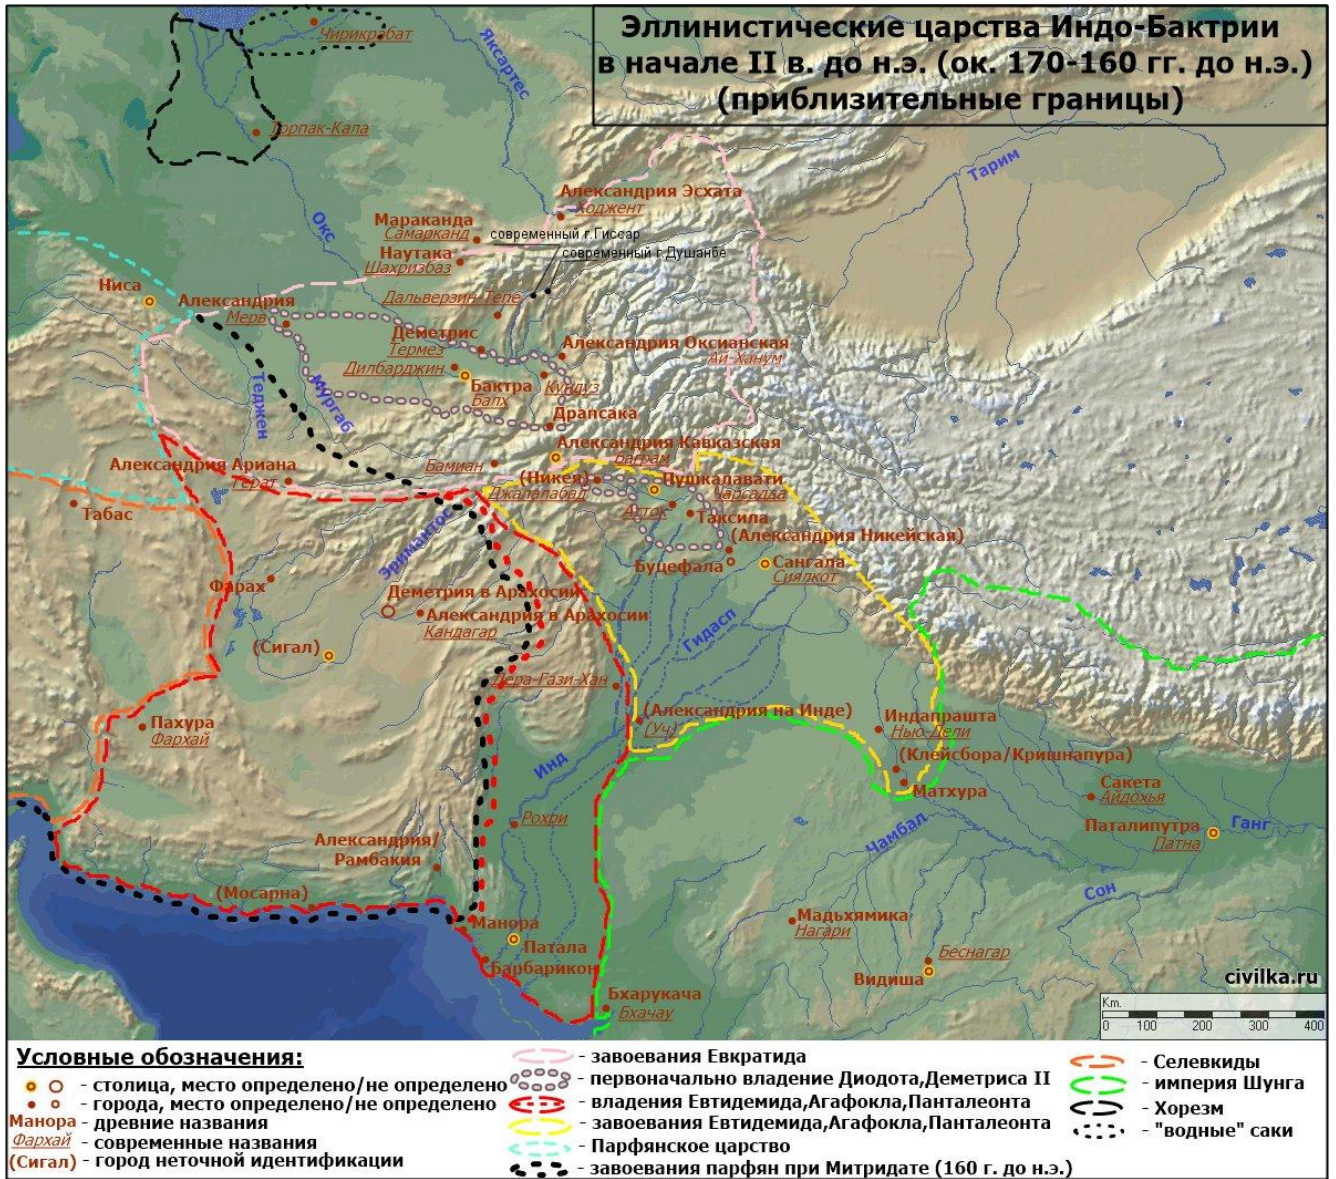 Эллинистические царства Индо-Бактрии
в начале II в. до н.э. (ок. 170-160 гг. до н.э.)
(приблизительные границы)
Чирикрабат
Яксартес
Торпак-Кала
Тарим
Александрия Эсхата
Ходжент
Окс
Мараканда
Самарканд
современный г.Гиссар
Наутака
Шахризбаз
современный г.Душанбе
Ниса
Александрия
Мерв
Дальверзин-Тепе
Деметрис
Термез
Александрия Оксианская
Ай-Ханум
Дилбарджин
Бактра
Балх
Кундуз
Теджен
Мургаб
Драпсака
Александрия Кавказская
Баграм
Александрия Ариана
Герат
Бамиан
(Никея)
Джалалабад
Пушкалавати
Чарсадда
Табас
Атток
Таксила
Эримантос
(Александрия Никейская)
Буцефала
Сангала
Сиялкот
Фарах
Деметрия в Арахосии
Александрия в Арахосии
Кандагар
Гидасп
(Сигал)
Дера-Гази-Хан
Пахура
Фархай
(Александрия на Инде)
(Уч)
Индапрашта
Нью-Дели
(Клейсбора/Кришнапура)
Матхура
Инд
Сакета
Айдохья
Рохри
Чамбал
Паталипутра
Патна
Ганг
Александрия/
Рамбакия
Сон
(Мосарна)
Манора
Патала
Барбарикон
Мадьхямика
Нагари
Беснагар
Видиша
Бхарукача
Бхачау
civilka.ru
Km.
0 100 200 300 400
Условные обозначения:
- столица, место определено/не определено
- города, место определено/не определено
Манора - древние названия
Фархай - современные названия
(Сигал) - город неточной идентификации
- завоевания Евкратида
- первоначально владение Диодота,Деметриса II
- владения Евтидемида,Агафокла,Панталеонта
- завоевания Евтидемида,Агафокла,Панталеонта
- Парфянское царство
- завоевания парфян при Митридате (160 г. до н.э.)
- Селевкиды
- империя Шунга
- Хорезм
- "водные" саки